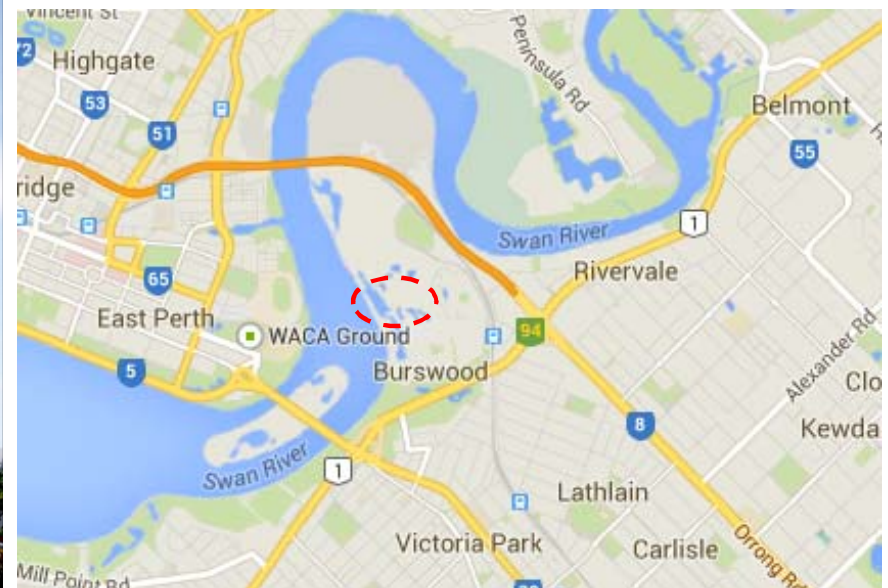 Vincent St
72
Highgate
53
51
Peninsula Rd
Belmont
55
ridge
Swan River
1
Rivervale
65
East Perth
WACA Ground
94
5
Burswood
Alexander Rd
Clo
8
Kewda
Swan River
1
Lathlain
Victoria Park
Carlisle
Orrong Rd
Mill Point Rd